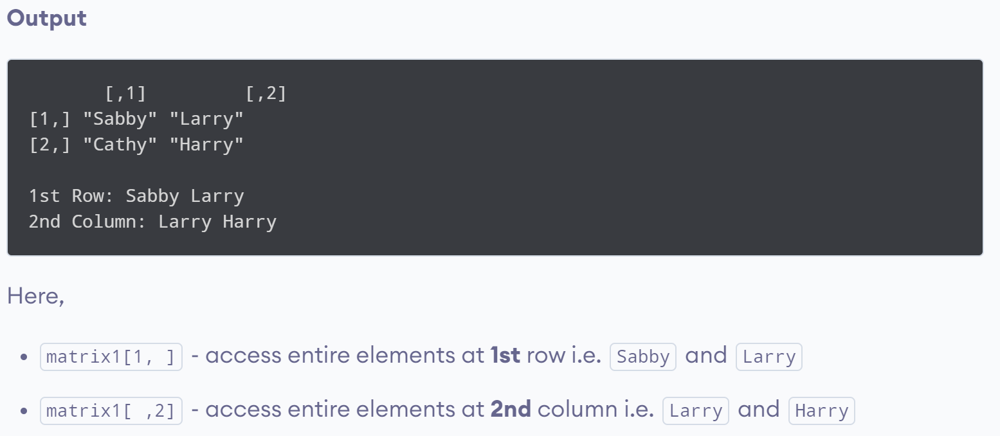 Output
[,1] [,2]
[1,] "Sabby" "Larry"
[2,] "Cathy" "Harry"
1st Row: Sabby Larry
2nd Column: Larry Harry
Here,
• matrix1[1, ] - access entire elements at 1st row i.e. Sabby and Larry
• matrix1[ ,2] - access entire elements at 2nd column i.e. Larry and Harry